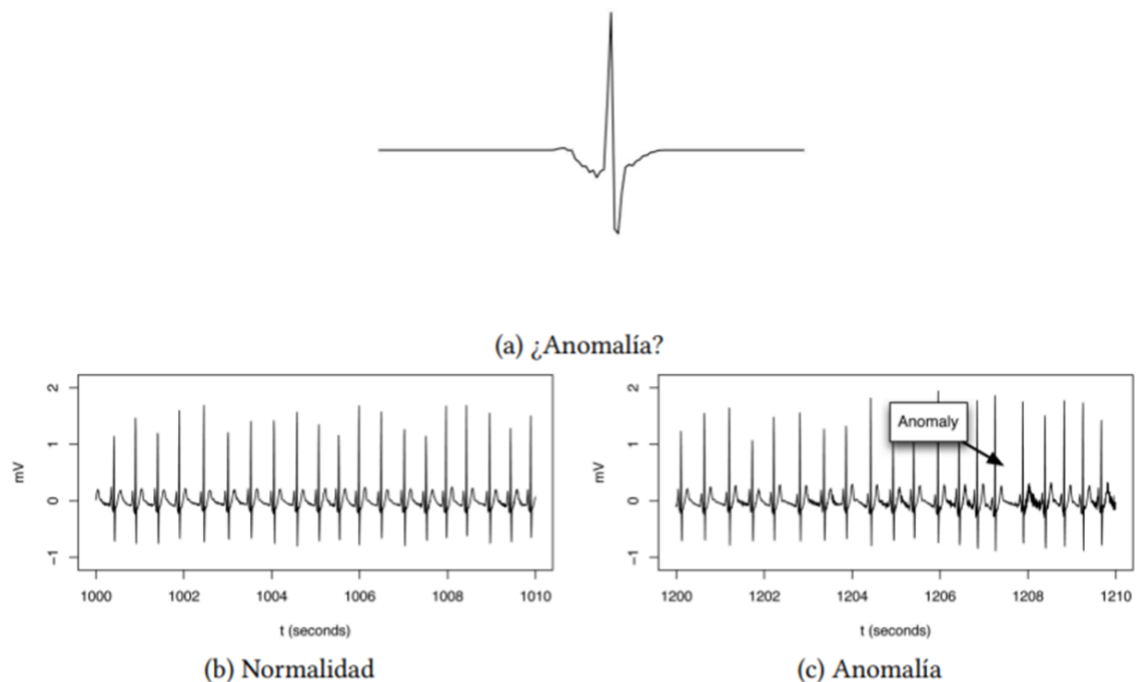 (a) ¿Anomalía?
2
1
0
−1
mV
1000 1002 1004 1006 1008 1010
t (seconds)
(b) Normalidad
2
1
0
−1
mV
Anomaly
1200 1202 1204 1206 1208 1210
t (seconds)
(c) Anomalía